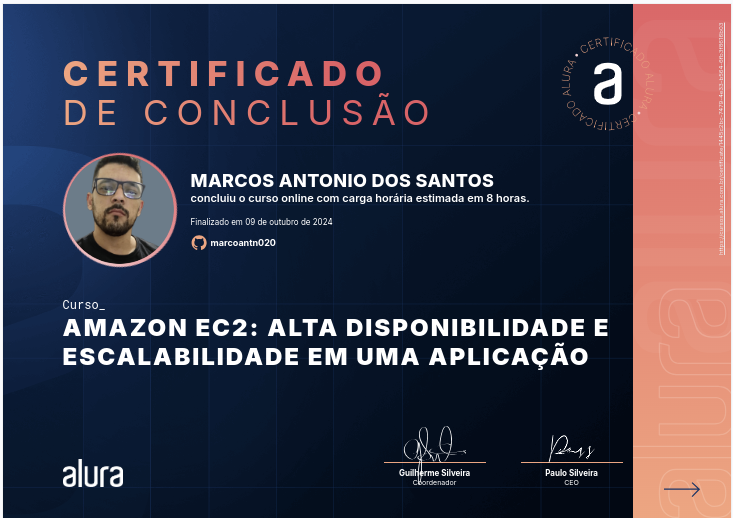 CERTIFICADO
DE CONCLUSÃO
CERTIFICADO ALURA • CERTIFICADO ALURA •
a
MARCOS ANTONIO DOS SANTOS
concluiu o curso online com carga horária estimada em 8 horas.
Finalizado em 09 de outubro de 2024
marcoantn020
Curso_
AMAZON EC2: ALTA DISPONIBILIDADE E
ESCALABILIDADE EM UMA APLICAÇÃO
alura
Guilherme Silveira
Coordenador
Paulo Silveira
CEO
alura